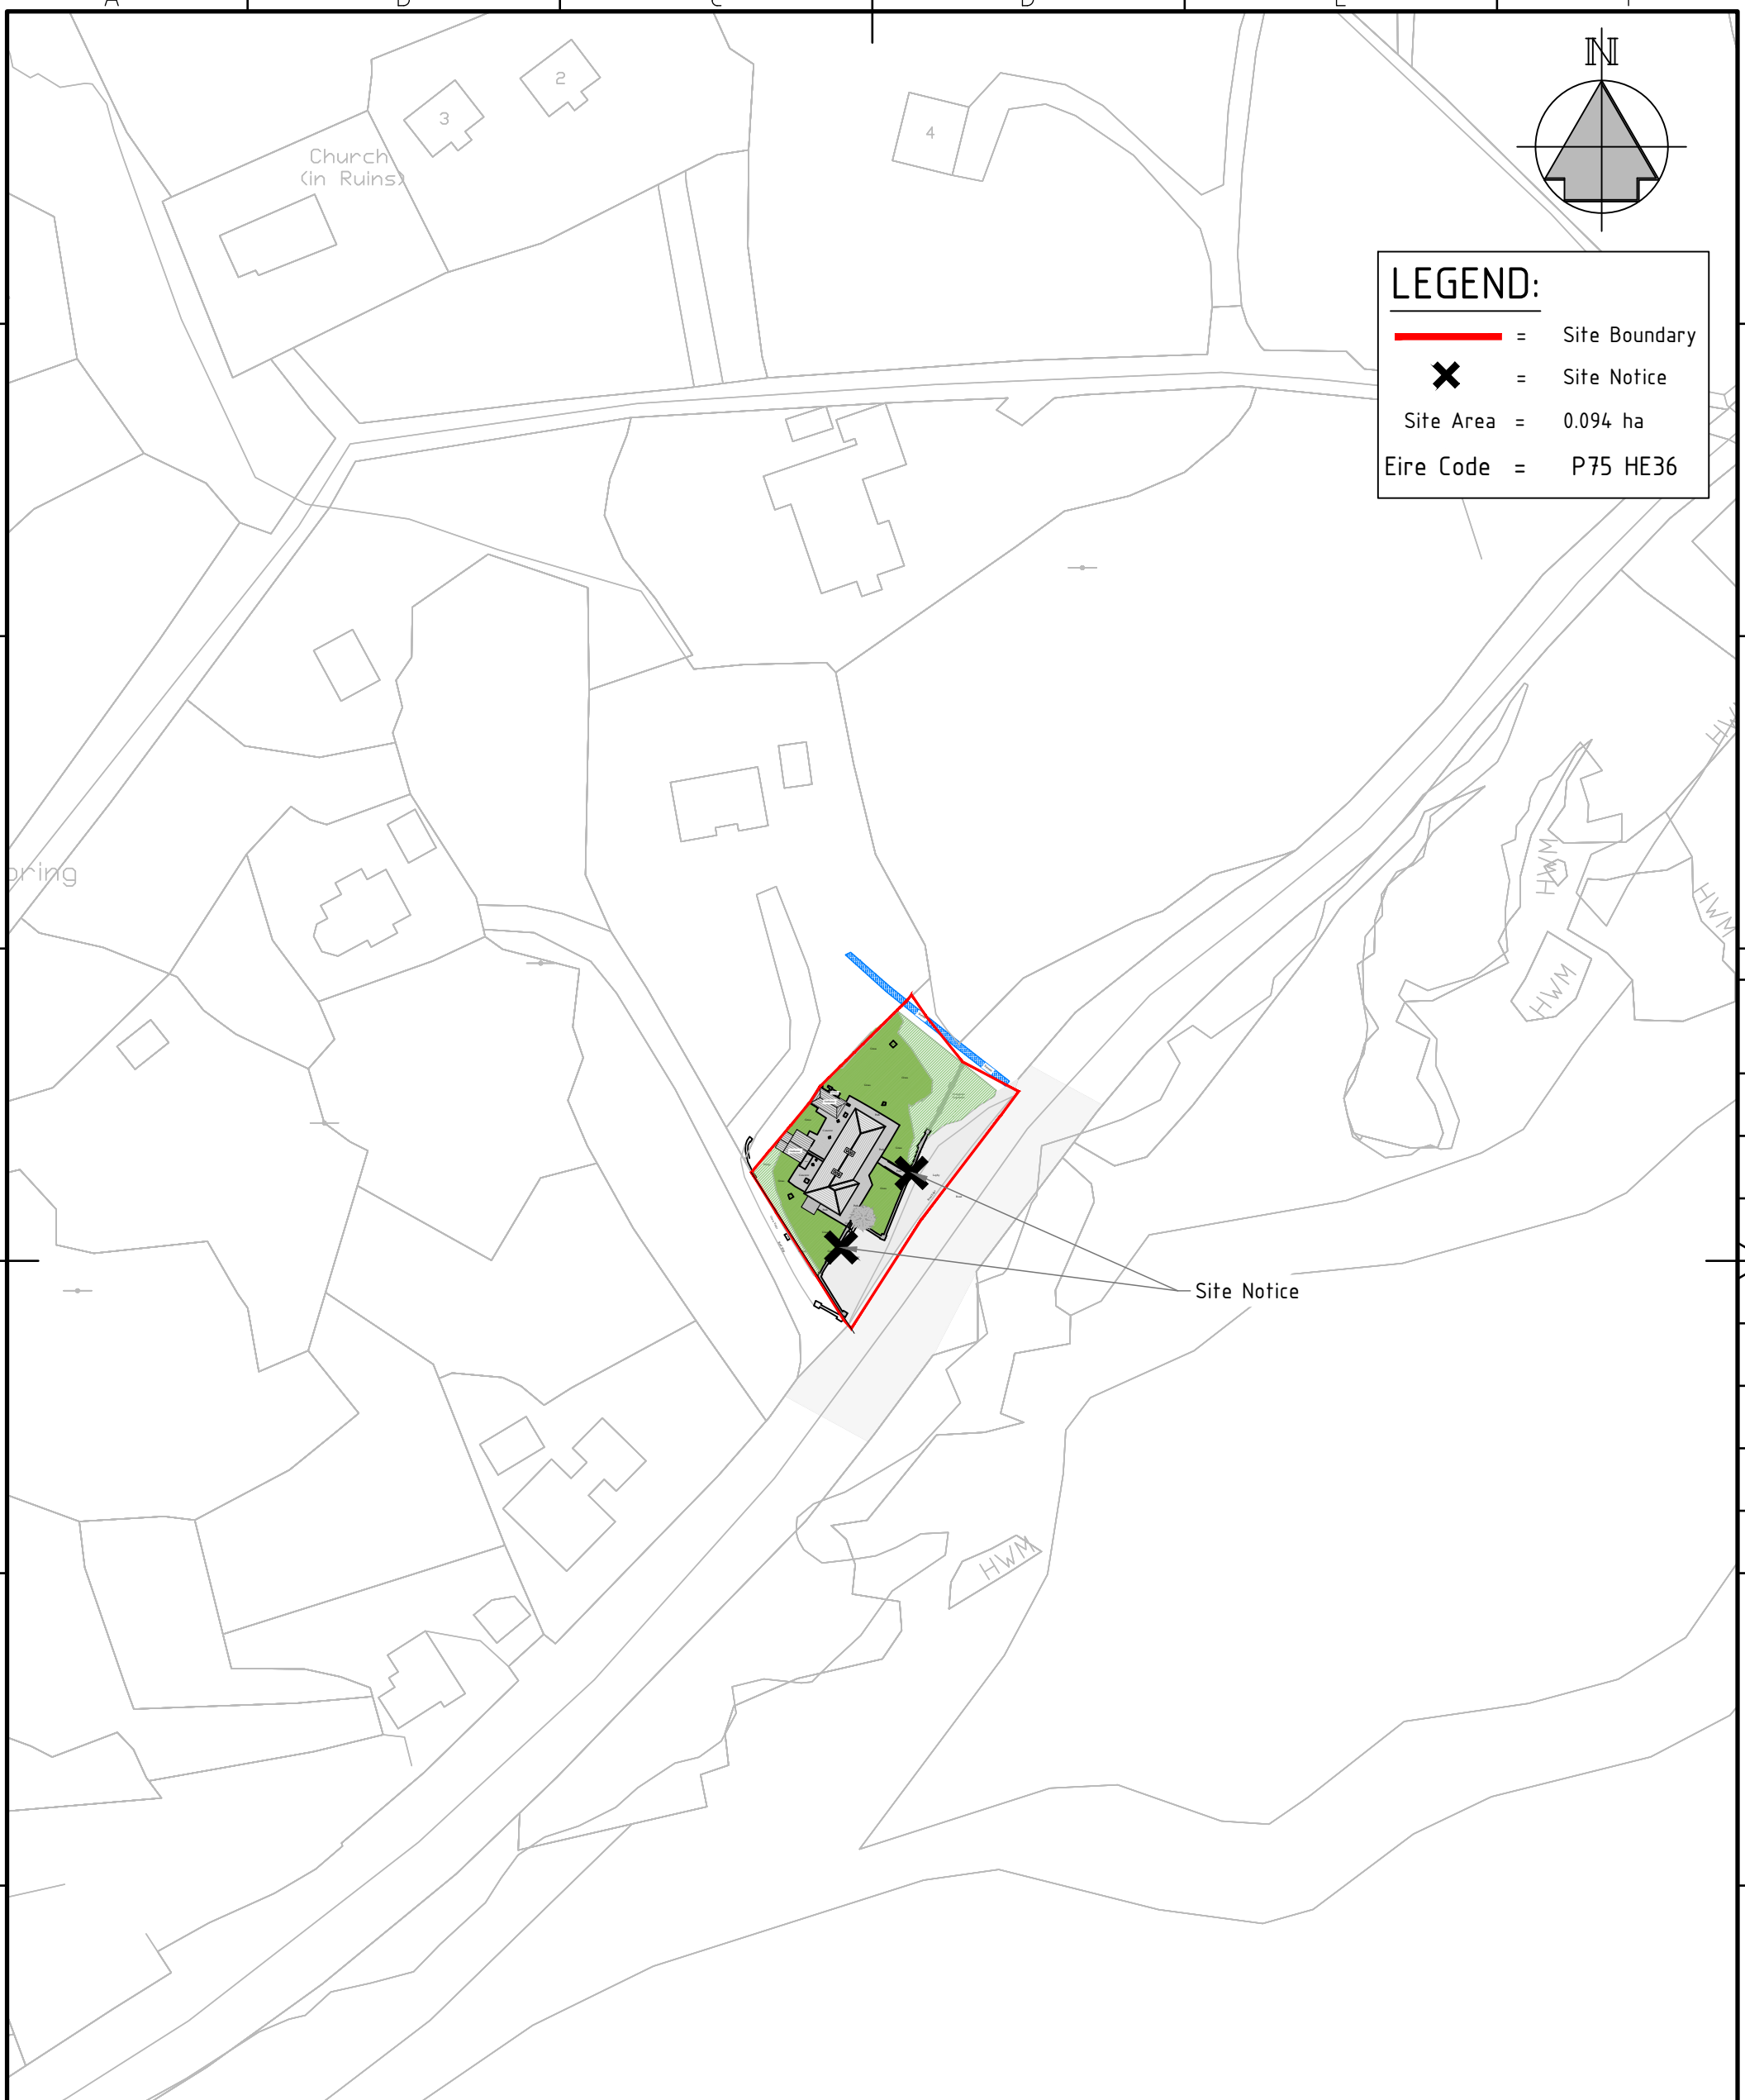 A B C D E
N
2
3
4
Church
(in Ruins)
LEGEND:
= Site Boundary
= Site Notice
Site Area = 0.094 ha
Eire Code = P75 HE36
HWM
HWM
HWM
pring
HWM
Site Notice
HWM